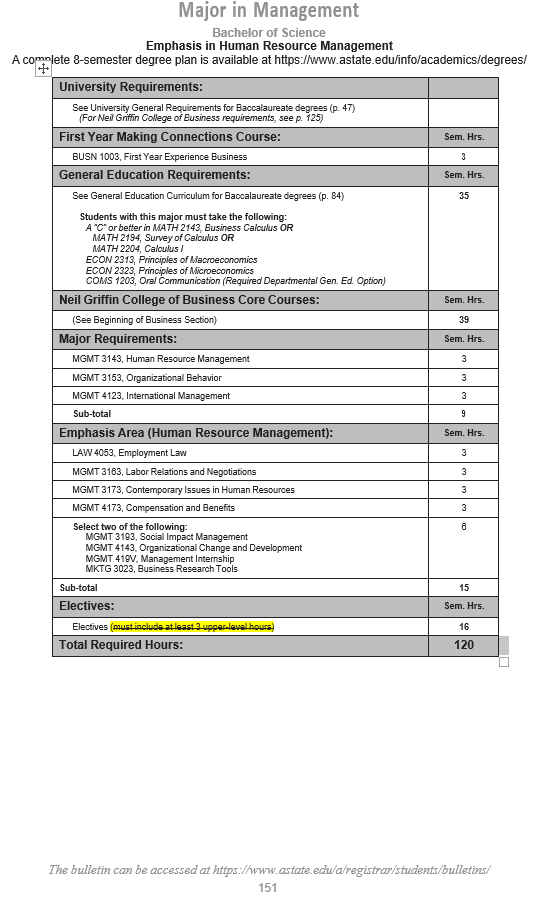 Major in Management
Bachelor of Science
Emphasis in Human Resource Management
A complete 8-semester degree plan is available at https://www.astate.edu/info/academics/degrees/
University Requirements:
See University General Requirements for Baccalaureate degrees (p. 47)
(For Neil Griffin College of Business requirements, see p. 125)
First Year Making Connections Course: Sem. Hrs.
BUSN 1003, First Year Experience Business 3
General Education Requirements: Sem. Hrs.
See General Education Curriculum for Baccalaureate degrees (p. 84) 35
Students with this major must take the following:
A "C" or better in MATH 2143, Business Calculus OR
MATH 2194, Survey of Calculus OR
MATH 2204, Calculus I
ECON 2313, Principles of Macroeconomics
ECON 2323, Principles of Microeconomics
COMS 1203, Oral Communication (Required Departmental Gen. Ed. Option)
Neil Griffin College of Business Core Courses: Sem. Hrs.
(See Beginning of Business Section) 39
Major Requirements: Sem. Hrs.
MGMT 3143, Human Resource Management 3
MGMT 3153, Organizational Behavior 3
MGMT 4123, International Management 3
Sub-total 9
Emphasis Area (Human Resource Management): Sem. Hrs.
LAW 4053, Employment Law 3
MGMT 3163, Labor Relations and Negotiations 3
MGMT 3173, Contemporary Issues in Human Resources 3
MGMT 4173, Compensation and Benefits 3
Select two of the following: 6
MGMT 3193, Social Impact Management
MGMT 4143, Organizational Change and Development
MGMT 419V, Management Internship
MKTG 3023, Business Research Tools
Sub-total 15
Electives: Sem. Hrs.
Electives (must include at least 3 upper-level hours) 16
Total Required Hours: 120
The bulletin can be accessed at https://www.astate.edu/a/registrar/students/bulletins/
151